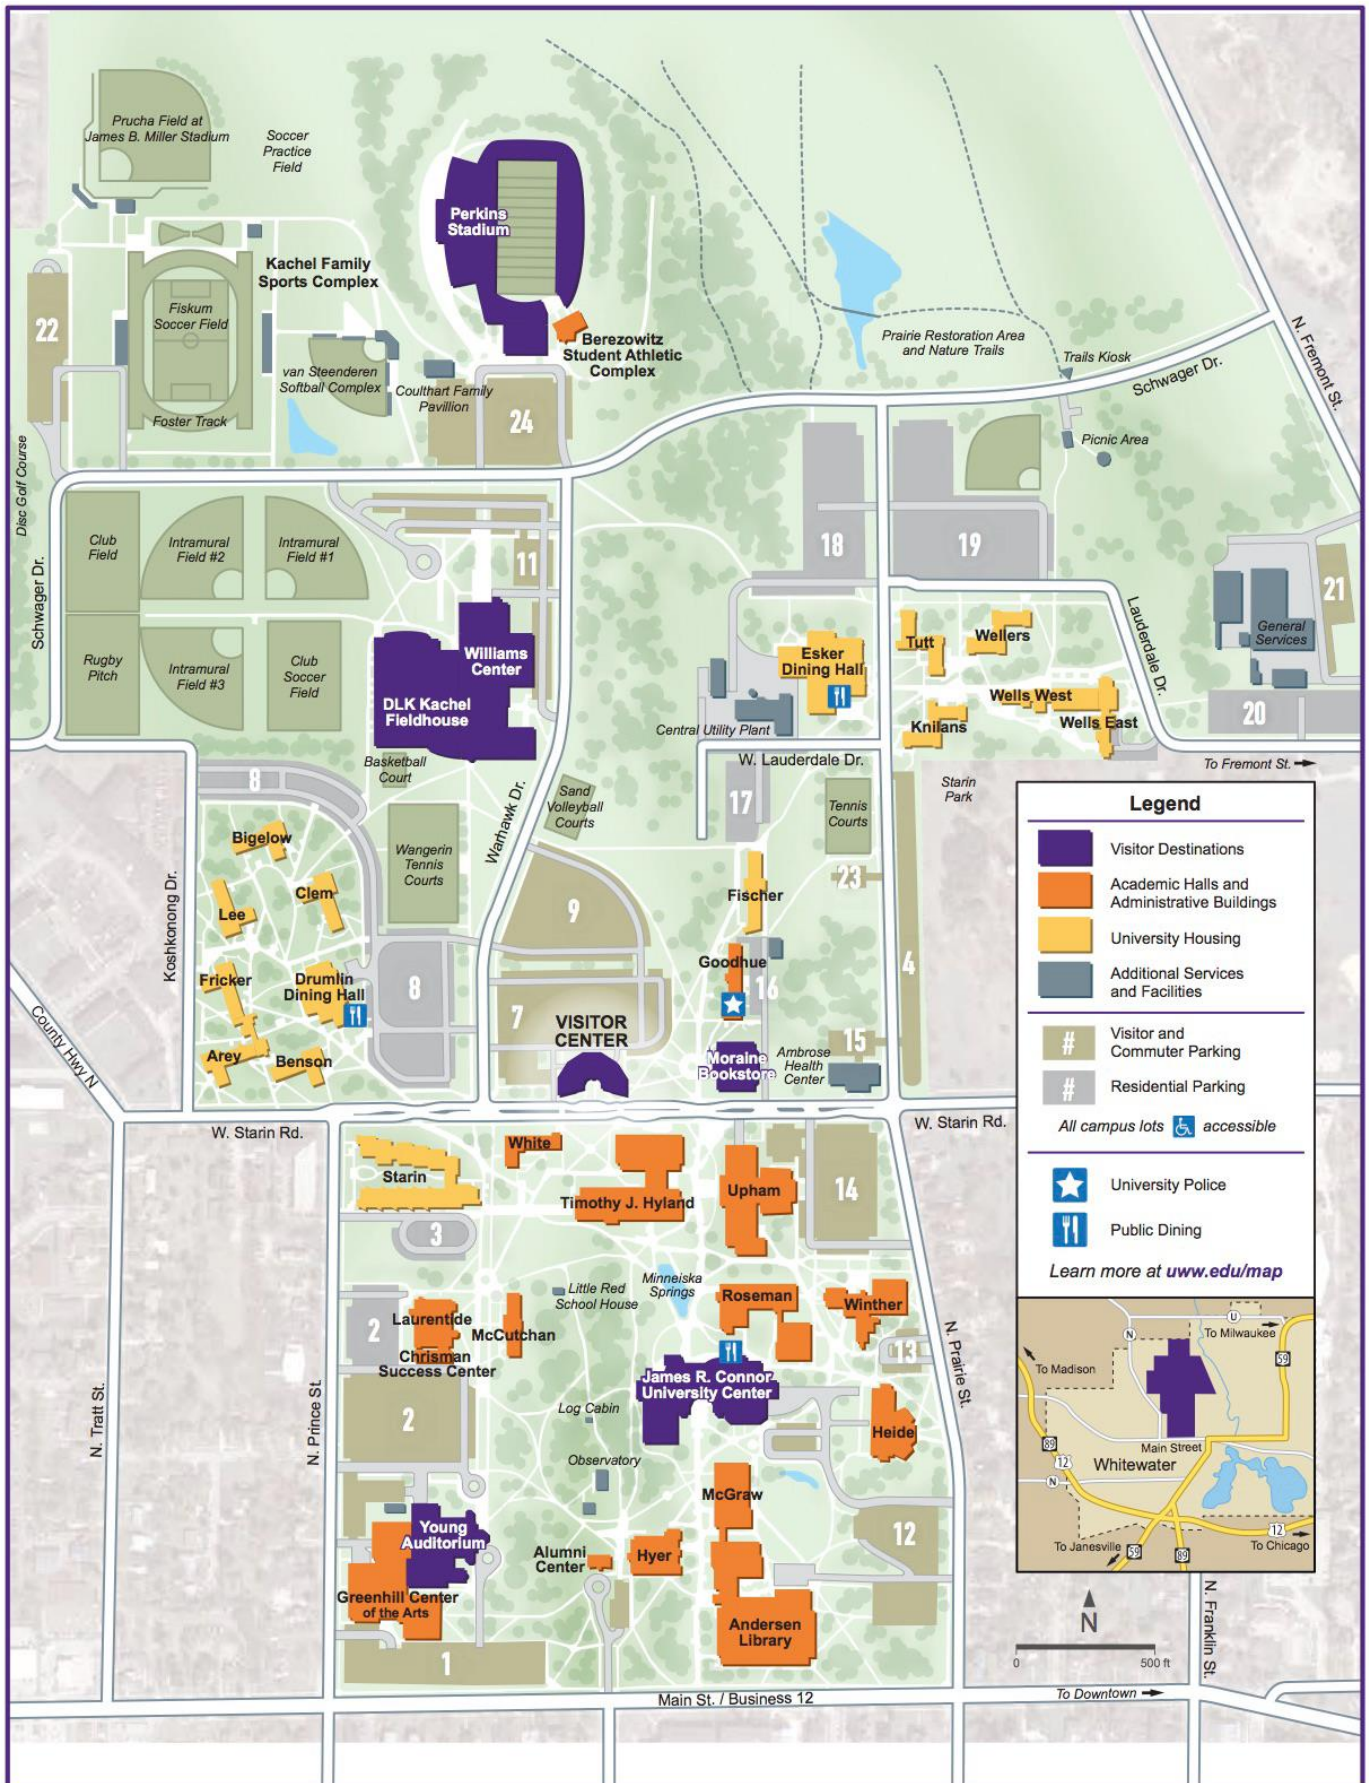 Prucha Field at
James B. Miller Stadium
Soccer
Practice
Field
Perkins
Stadium
Kachel Family
Sports Complex
Fiskum
Soccer Field
22
Berezowitz
Student Athletic
Complex
van Steenderen
Softball Complex
Coulthart Family
Pavillion
Foster Track
24
Prairie Restoration Area
and Nature Trails
Trails Kiosk
Schwager Dr.
N. Fremont St.
Picnic Area
Disc Golf Course
Schwager Dr.
Club
Field
Intramural
Field #2
Intramural
Field #1
11
18
19
21
General
Services
Lauderdale Dr.
Rugby
Pitch
Intramural
Field #3
Club
Soccer
Field
Williams
Center
DLK Kachel
Fieldhouse
Esker
Dining Hall
Tutt
Wellers
Wells West
Wells East
Knilans
20
Central Utility Plant
W. Lauderdale Dr.
To Fremont St.
Basketball
Court
8
Sand
Volleyball
Courts
17
Tennis
Courts
Starin
Park
Warhawk Dr.
Bigelow
Wangerin
Tennis
Courts
Clem
Lee
9
Fischer
23
Koshkonong Dr.
Fricker
Drumlin
Dining Hall
8
Goodhue
16
4
7
VISITOR
CENTER
Arey
Benson
Moraine
Bookstore
Ambrose
Health
Center
15
County Hwy N
W. Starin Rd.
W. Starin Rd.
Legend
Visitor Destinations
Academic Halls and
Administrative Buildings
University Housing
Additional Services
and Facilities
# Visitor and
Commuter Parking
# Residential Parking
All campus lots accessible
University Police
Public Dining
Learn more at uww.edu/map
White
Starin
Timothy J. Hyland
Upham
14
3
Little Red
School House
Minneiska
Springs
Roseman
Winther
Laurentide
2
McCutchan
Chrisman
Success Center
13
N. Prairie St.
James R. Connor
University Center
2
Log Cabin
Heide
N. Tratt St.
N. Prince St.
Observatory
McGraw
Young
Auditorium
12
Alumni
Center
Hyer
Greenhill Center
of the Arts
Andersen
Library
1
Main St. / Business 12
To Downtown
N. Franklin St.
U
N
To Milwaukee
59
To Madison
89
12
Main Street
Whitewater
N
12
To Janesville
59
89
To Chicago
N
0
500 ft